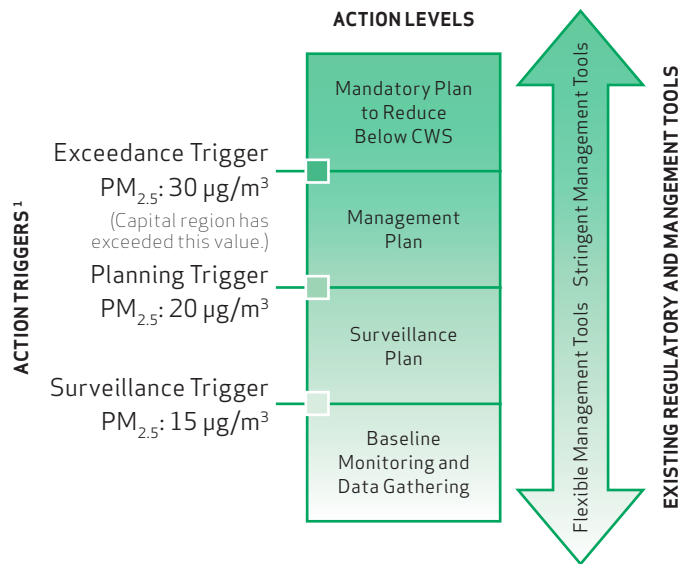 ACTION LEVELS
Mandatory Plan
to Reduce
Below CWS
Exceedance Trigger
PM2.5: 30 µg/m³
(Capital region has
exceeded this value.)
Management
Plan
Planning Trigger
PM2.5: 20 µg/m³
Surveillance
Plan
Surveillance Trigger
PM2.5: 15 µg/m³
Baseline
Monitoring and
Data Gathering
ACTION TRIGGERS¹
Flexible Management Tools Stringent Management Tools
EXISTING REGULATORY AND MANGEMENT TOOLS